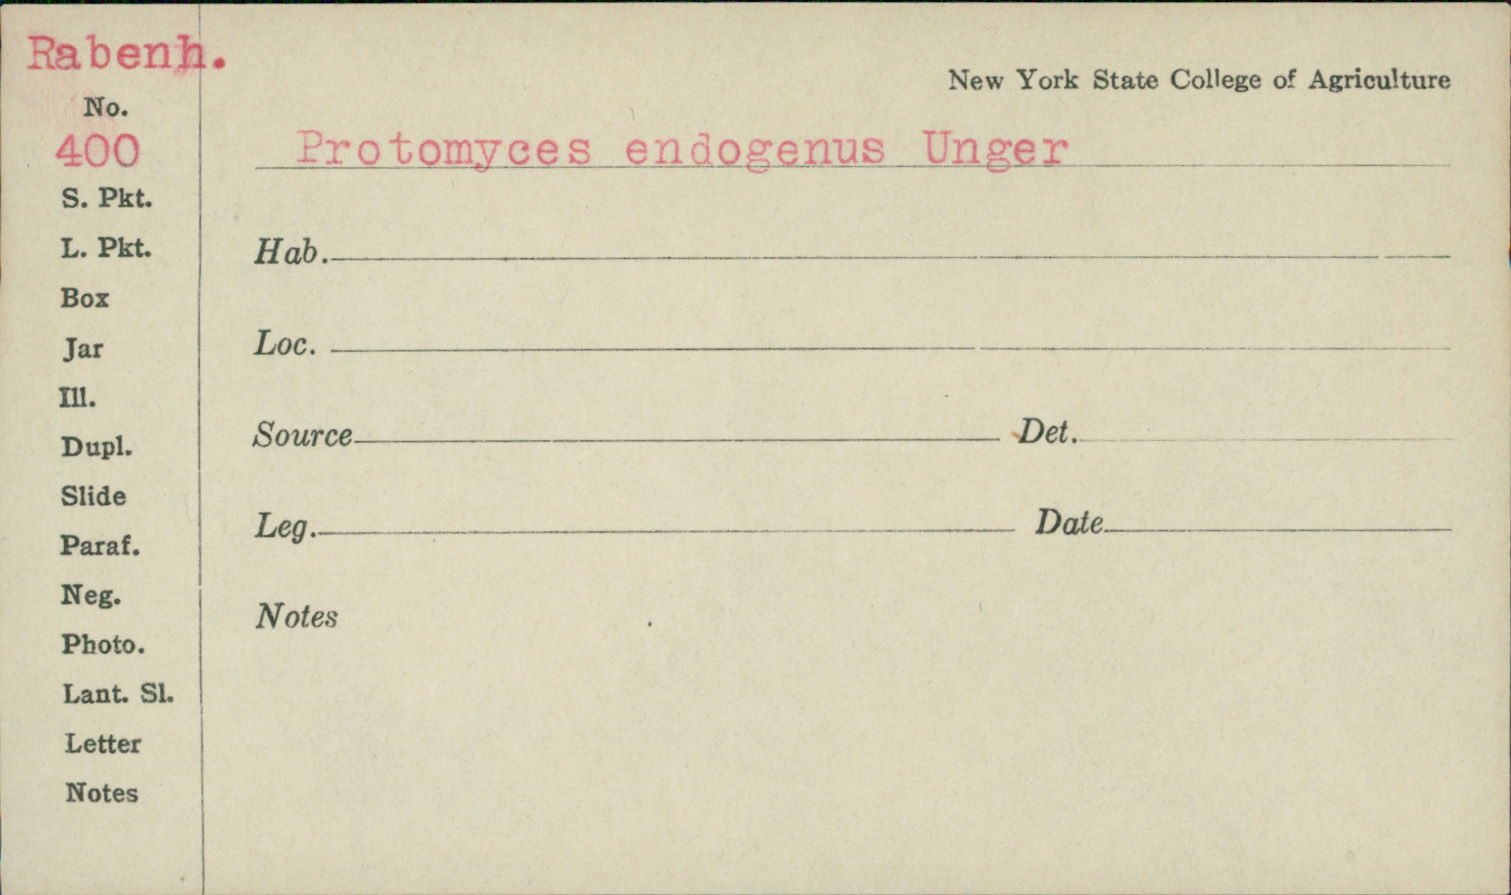 Rabenh.
New York State College of Agriculture
No.
400
Protomyces endogenus Unger
S. Pkt.
L. Pkt.
Box
Jar
Ill.
Dupl.
Slide
Paraf.
Neg.
Photo.
Lant. Sl.
Letter
Notes
Hab.
Loc.
Source Det.
Leg. Date
Notes